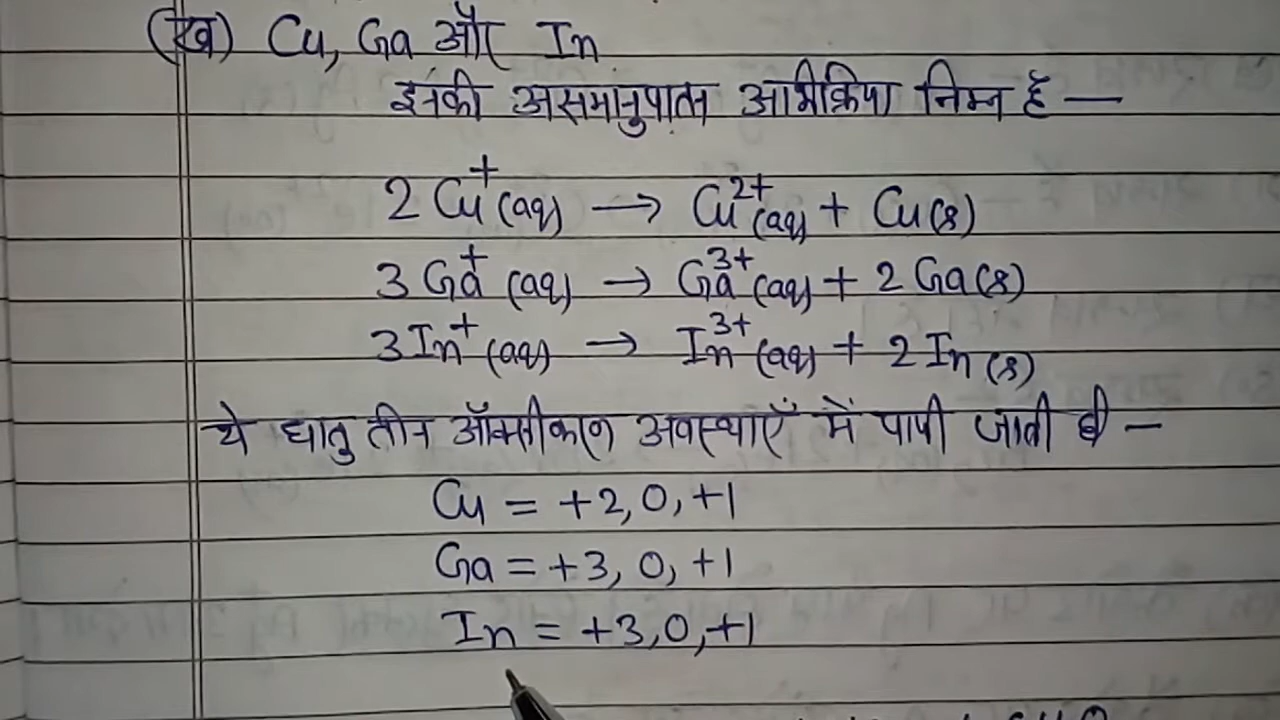 (ख) Cu, Ga और In
इनकी असमानुपातन अभिक्रिया निम्न है —
2 Cu⁺(aq) → Cu²⁺(aq) + Cu(s)
3 Ga⁺(aq) → Ga³⁺(aq) + 2 Ga(s)
3 In⁺(aq) → In³⁺(aq) + 2 In(s)
ये धातु तीन ऑक्सीकरण अवस्थाएँ में पायी जाती है —
Cu = +2, 0, +1
Ga = +3, 0, +1
In = +3, 0, +1